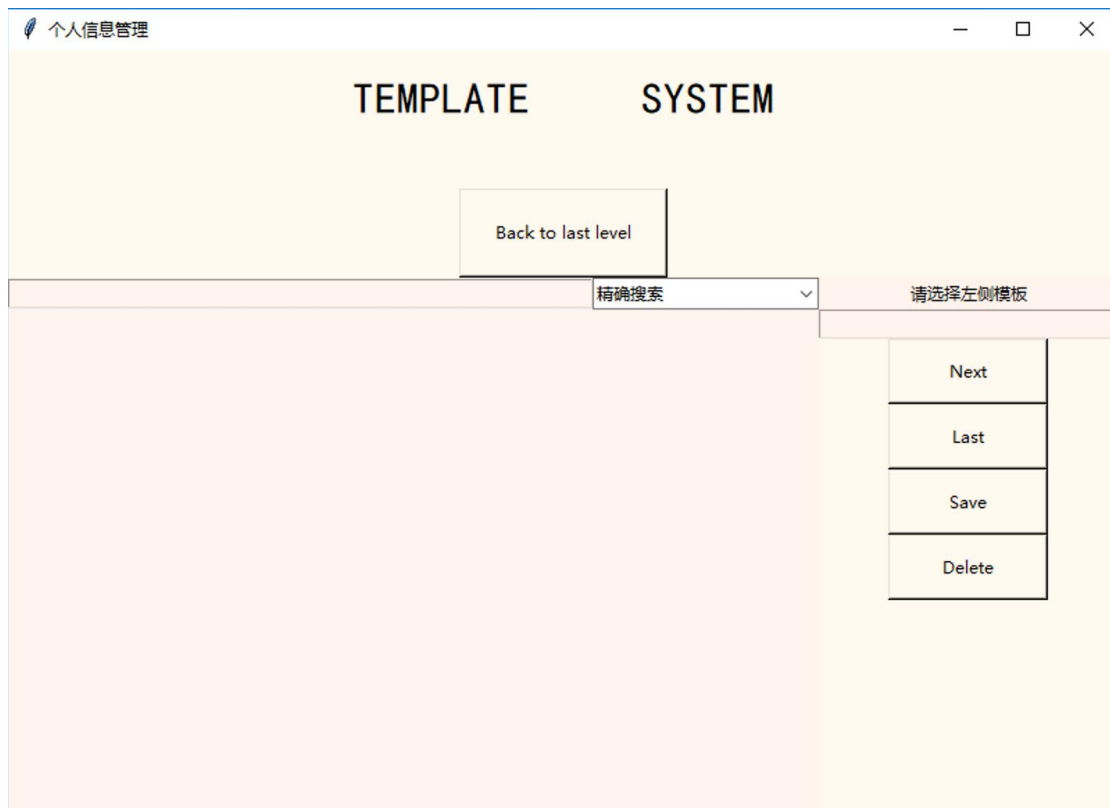 个人信息管理
TEMPLATE SYSTEM
Back to last level
精确搜索
请选择左侧模板
Next
Last
Save
Delete